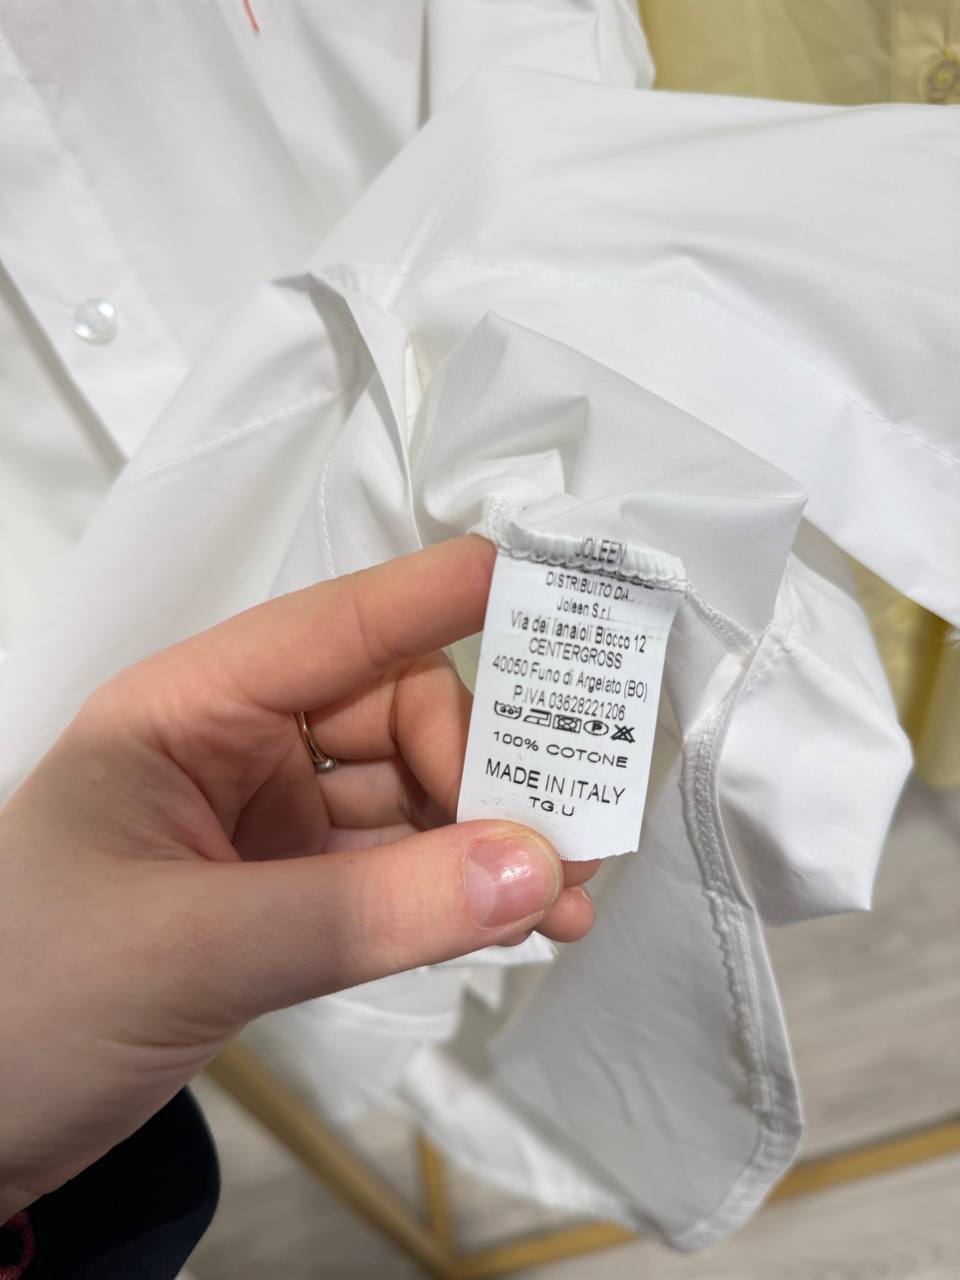 JOLEEN
DISTRIBUITO DA
Joleen S.r.l.
Via dei lanaioli Blocco 12
CENTERGROSS
40050 Funo di Argelato (BO)
P.IVA 03628221206
P
100% COTONE
MADE IN ITALY
TG.U